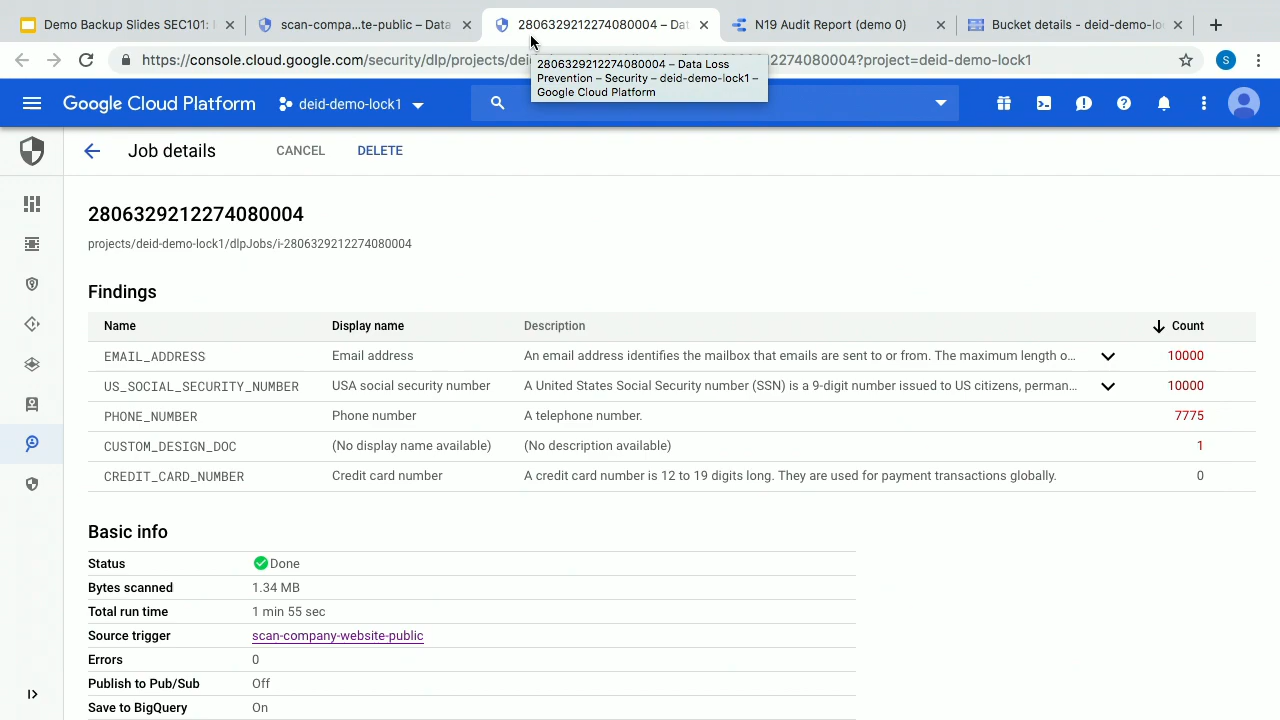 Demo Backup Slides SEC101:
scan-compa...te-public – Data
2806329212274080004 – Dat
N19 Audit Report (demo 0)
Bucket details - deid-demo-lo
https://console.cloud.google.com/security/dlp/projects/dei
2274080004?project=deid-demo-lock1
S
2806329212274080004 – Data Loss
Prevention – Security – deid-demo-lock1 –
Google Cloud Platform
Google Cloud Platform
deid-demo-lock1
Job details
CANCEL
DELETE
2806329212274080004
projects/deid-demo-lock1/dlpJobs/i-2806329212274080004
Findings
Name Display name Description Count
EMAIL_ADDRESS Email address An email address identifies the mailbox that emails are sent to or from. The maximum length o... 10000
US_SOCIAL_SECURITY_NUMBER USA social security number A United States Social Security number (SSN) is a 9-digit number issued to US citizens, perman... 10000
PHONE_NUMBER Phone number A telephone number. 7775
CUSTOM_DESIGN_DOC (No display name available) (No description available) 1
CREDIT_CARD_NUMBER Credit card number A credit card number is 12 to 19 digits long. They are used for payment transactions globally. 0
Basic info
Status Done
Bytes scanned 1.34 MB
Total run time 1 min 55 sec
Source trigger scan-company-website-public
Errors 0
Publish to Pub/Sub Off
Save to BigQuery On